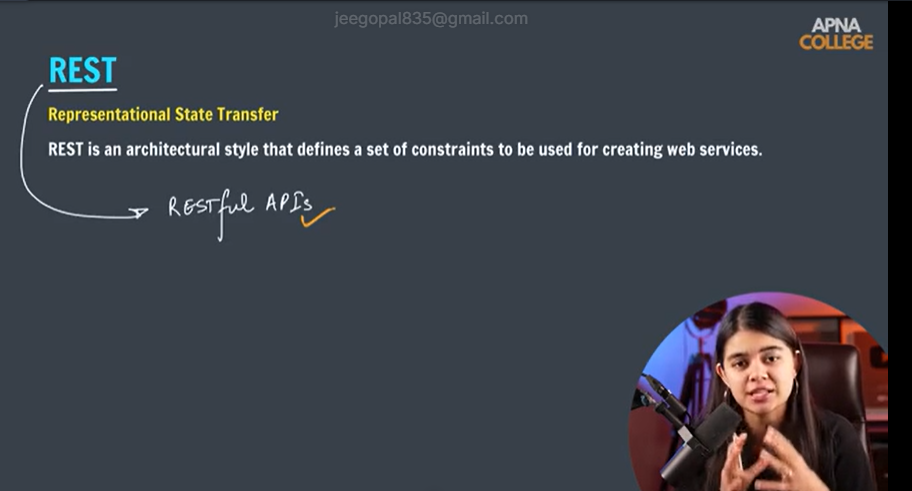 jeegopal835@gmail.com
APNA
COLLEGE
REST
Representational State Transfer
REST is an architectural style that defines a set of constraints to be used for creating web services.
RESTful APIs